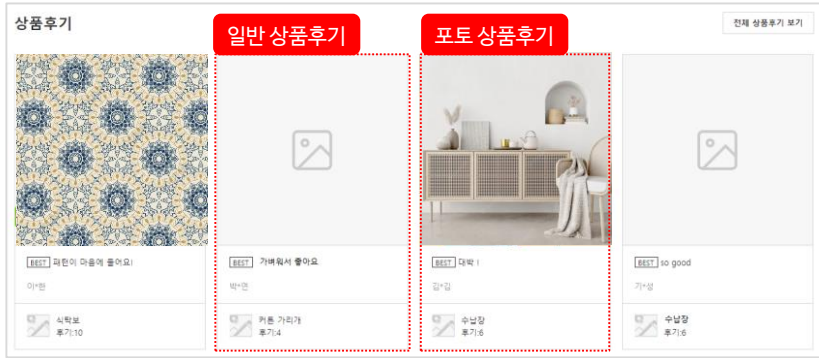 상품후기
일반 상품후기
포토 상품후기
전체 상품후기 보기
BEST 패턴이 마음에 들어요!
이*한
식탁보
후기:10
BEST 가벼워서 좋아요
박*연
커튼 가리개
후기:4
BEST 대박 !
김*김
수납장
후기:6
BEST so good
기*성
수납장
후기:6